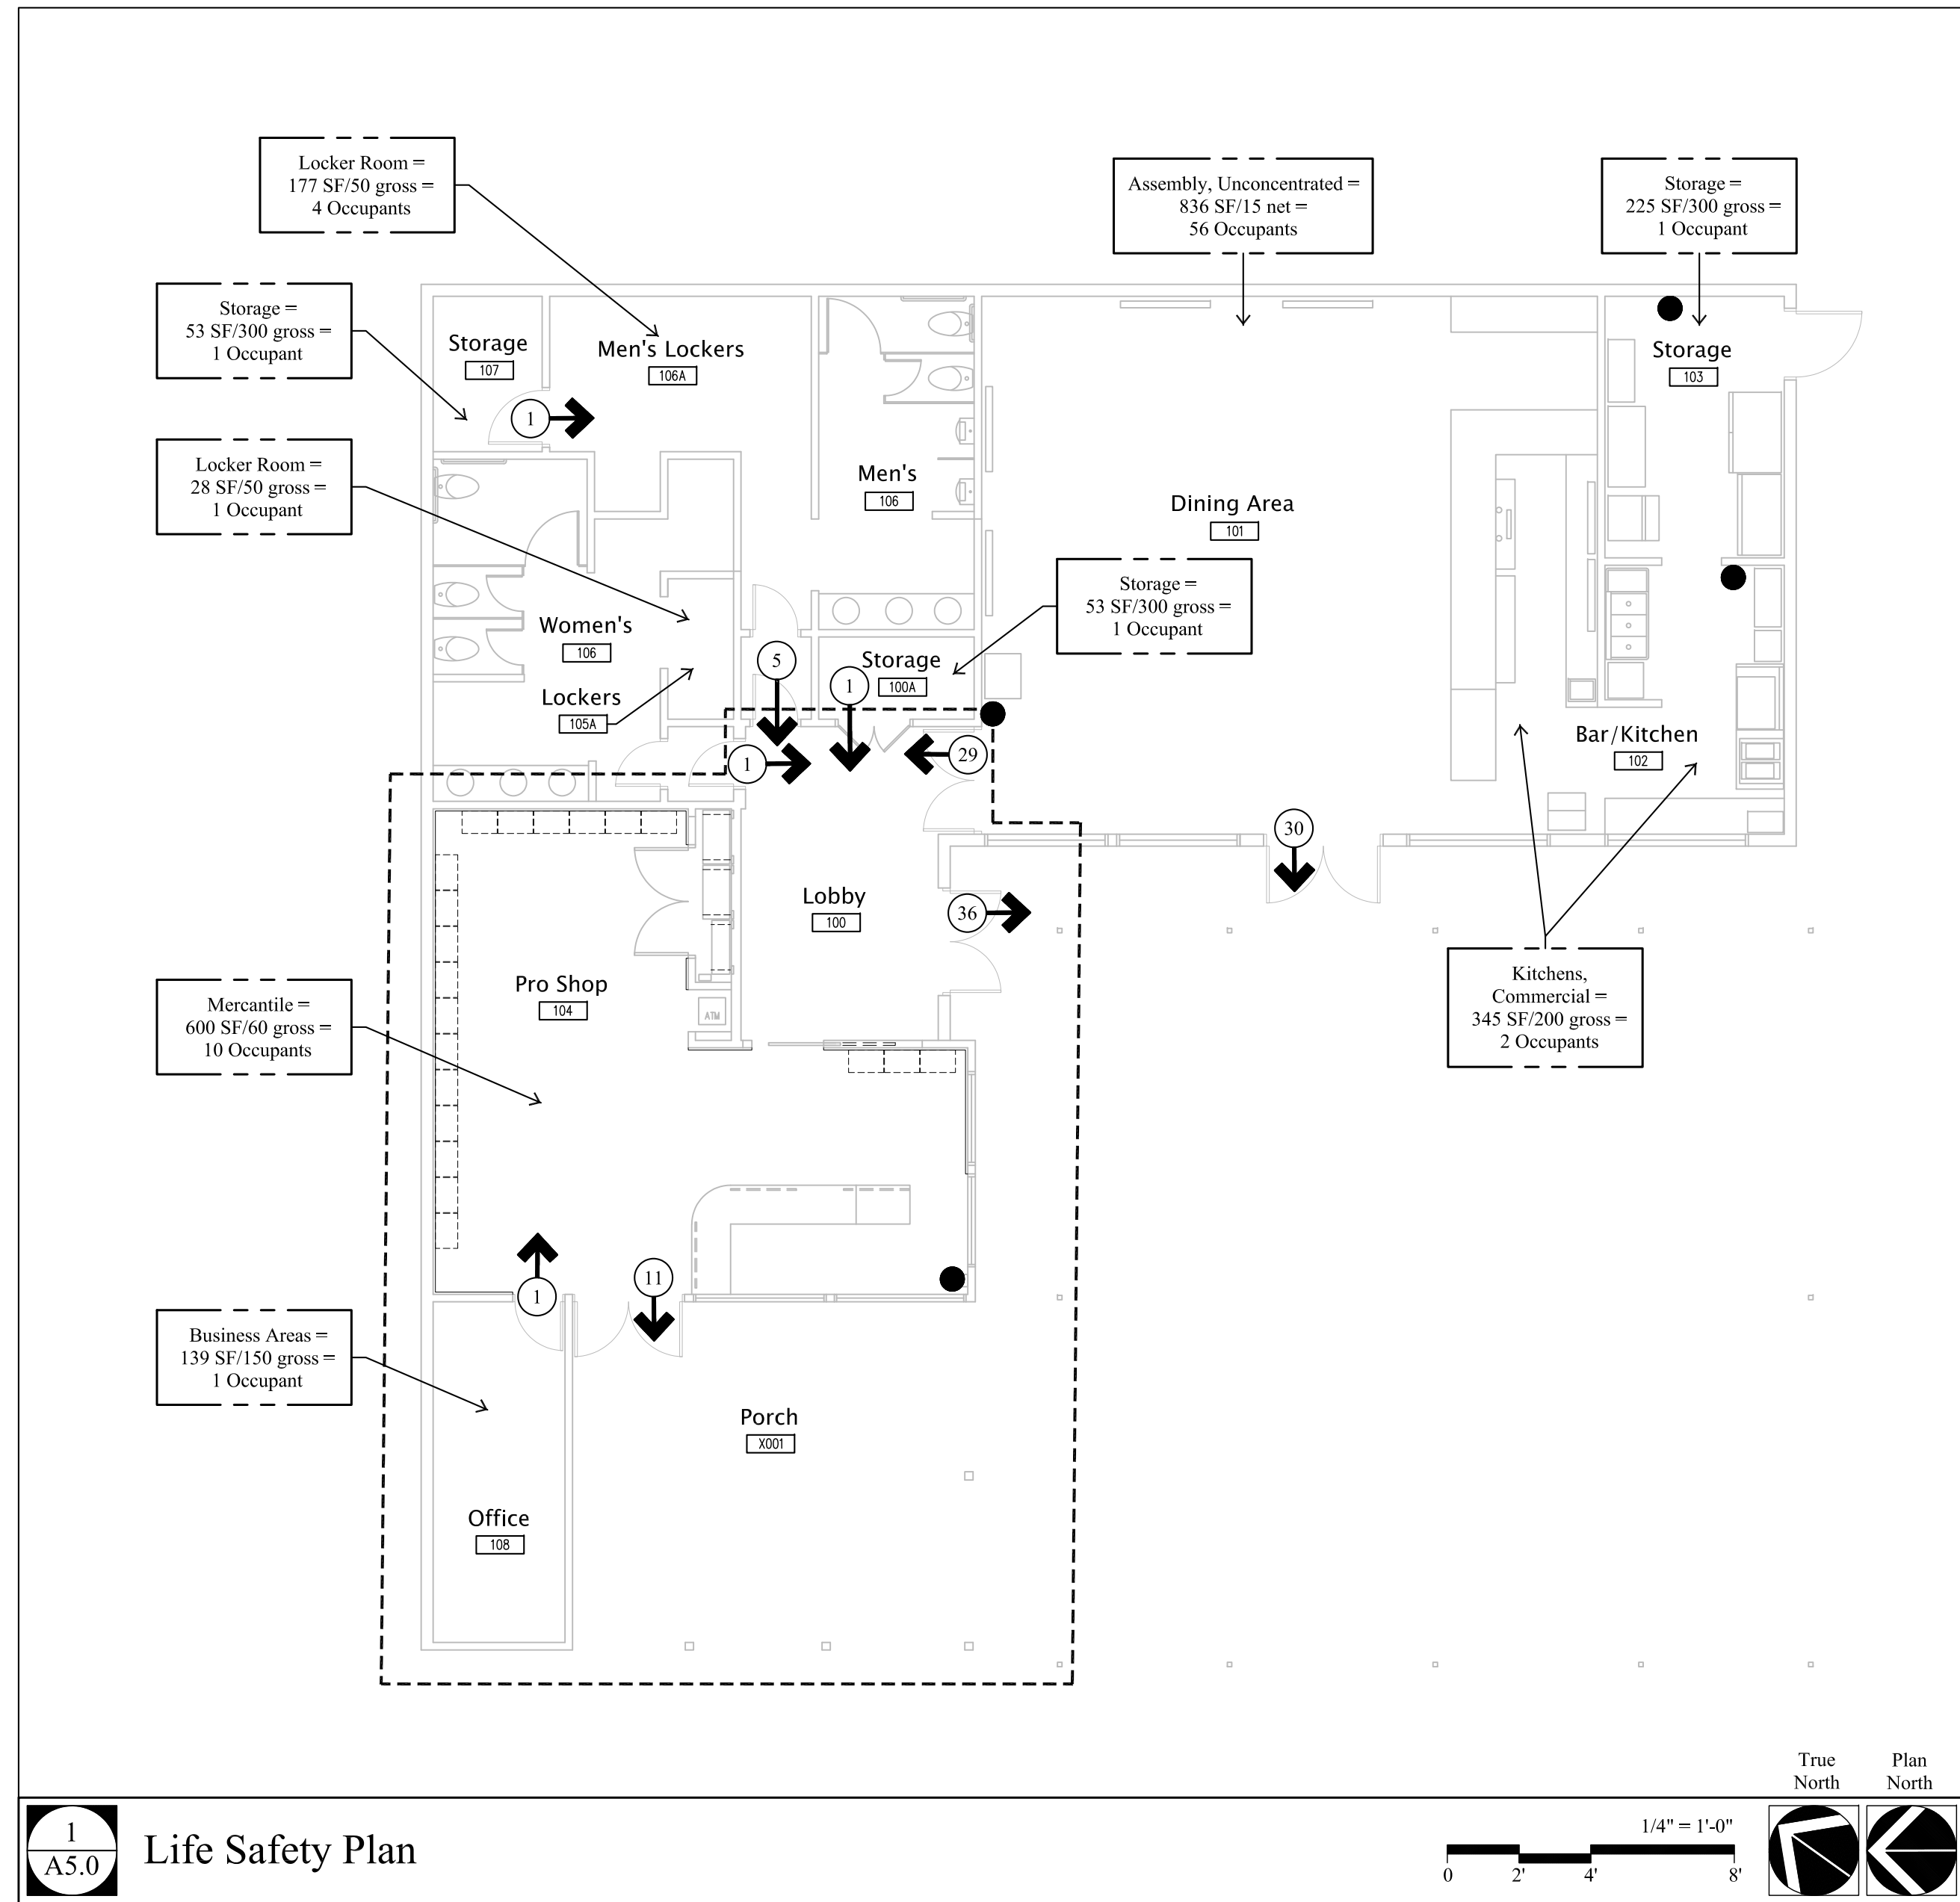 Locker Room =
177 SF/50 gross =
4 Occupants
Assembly, Unconcentrated =
836 SF/15 net =
56 Occupants
Storage =
225 SF/300 gross =
1 Occupant
Storage =
53 SF/300 gross =
1 Occupant
Storage
107
Men's Lockers
106A
Storage
103
1
Locker Room =
28 SF/50 gross =
1 Occupant
Men's
106
Dining Area
101
Storage =
53 SF/300 gross =
1 Occupant
Women's
106
Lockers
105A
5
Storage
100A
1
1
29
Bar/Kitchen
102
30
Lobby
100
36
Pro Shop
104
ATM
Kitchens,
Commercial =
345 SF/200 gross =
2 Occupants
Mercantile =
600 SF/60 gross =
10 Occupants
1
11
Business Areas =
139 SF/150 gross =
1 Occupant
Porch
X001
Office
108
True
North
Plan
North
1
A5.0
Life Safety Plan
1/4" = 1'-0"
0 2' 4' 8'